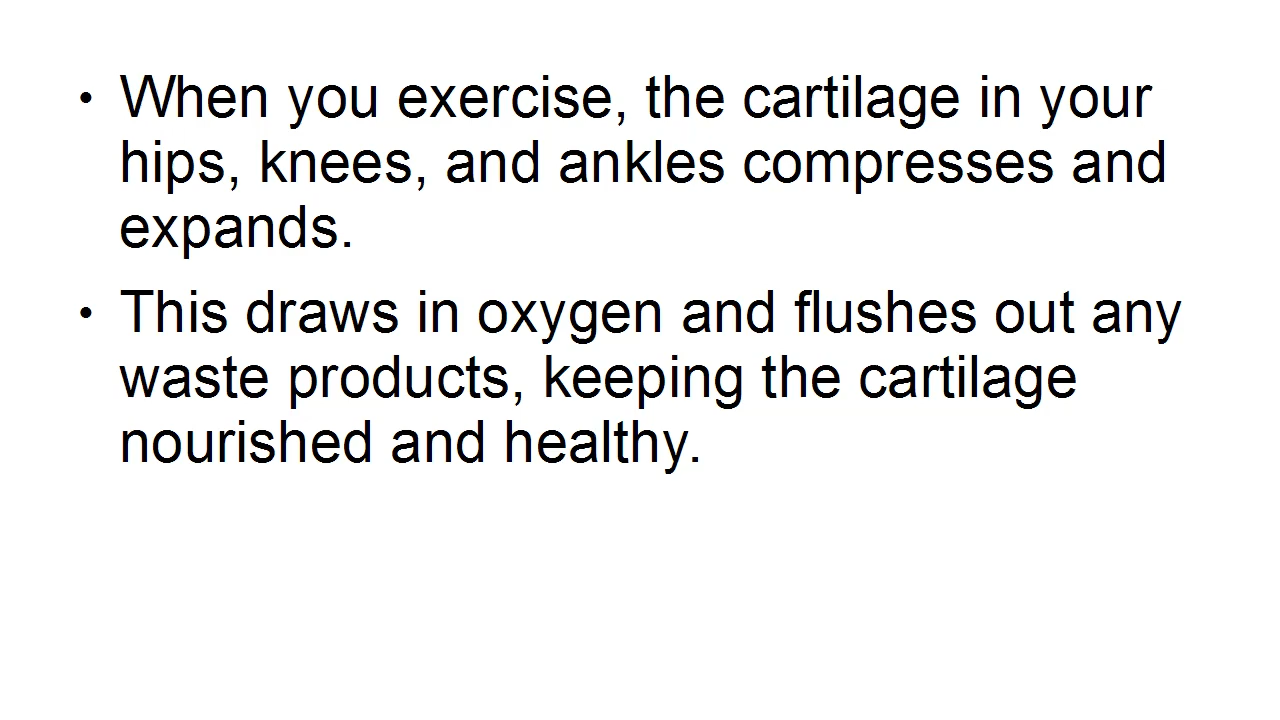 • When you exercise, the cartilage in your
hips, knees, and ankles compresses and
expands.
• This draws in oxygen and flushes out any
waste products, keeping the cartilage
nourished and healthy.